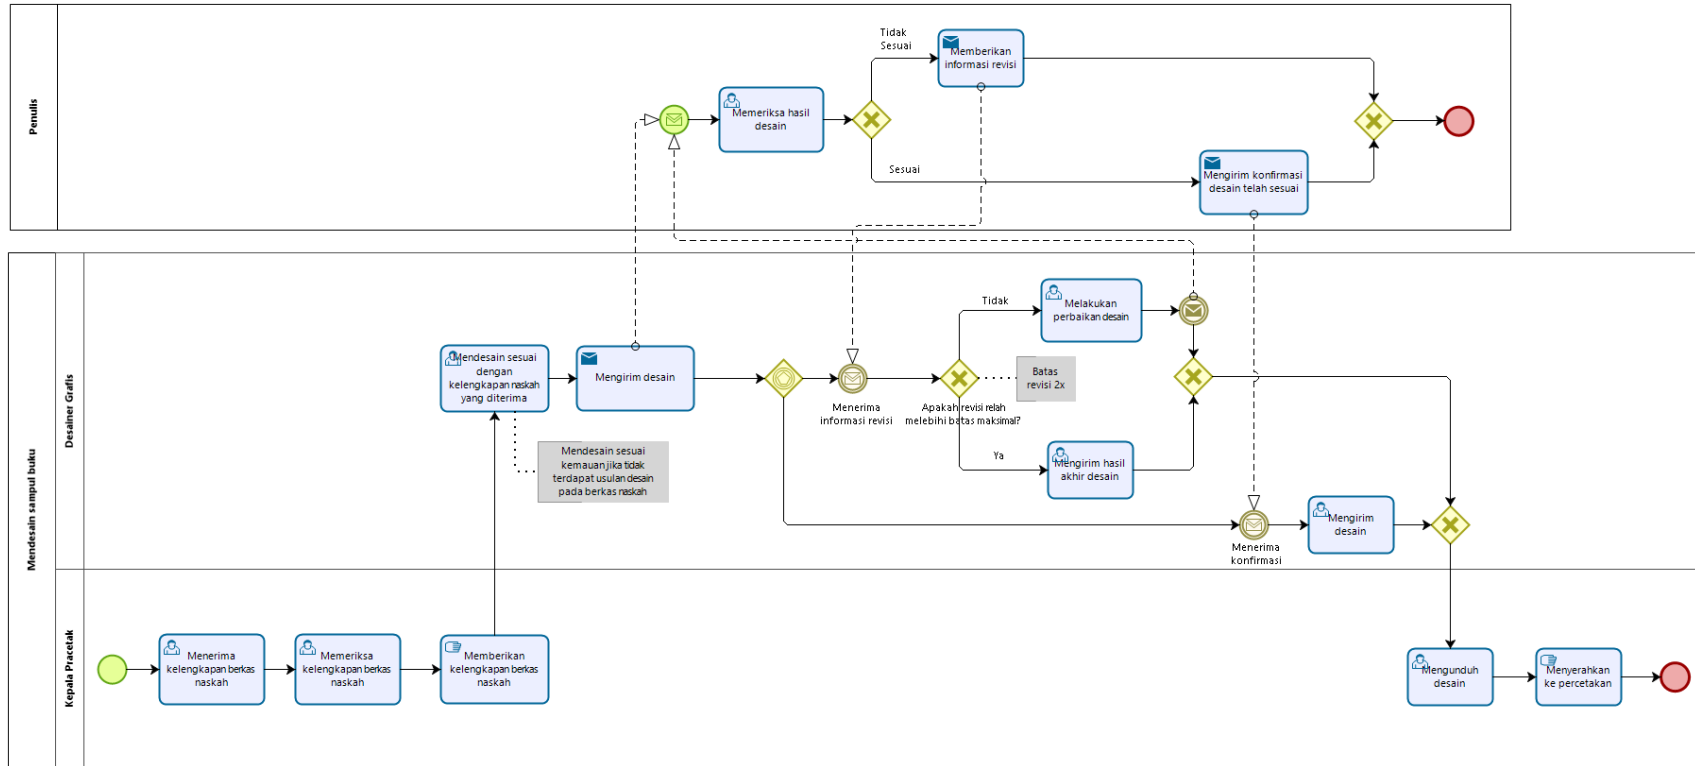 Penulis
Tidak
Sesuai
Memberikan
informasi revisi
Memeriksa hasil
desain
Sesuai
Mengirim konfirmasi
desain telah sesuai
Mendesain sampul buku
Desainer Grafis
Mendesain sesuai
dengan
kelengkapan naskah
yang diterima
Mengirim desain
Mendesain sesuai
kemauan jika tidak
terdapat usulan desain
pada berkas naskah
Menerima
informasi revisi
Tidak
Melakukan
perbaikan desain
Batas
revisi 2x
Apakah revisi relah
melebihi batas maksimal?
Ya
Mengirim hasil
akhir desain
Menerima
konfirmasi
Mengirim
desain
Kepala Pracetak
Menerima
kelengkapan berkas
naskah
Memeriksa
kelengkapan berkas
naskah
Memberikan
kelengkapan berkas
naskah
Mengunduh
desain
Menyerahkan
ke percetakan